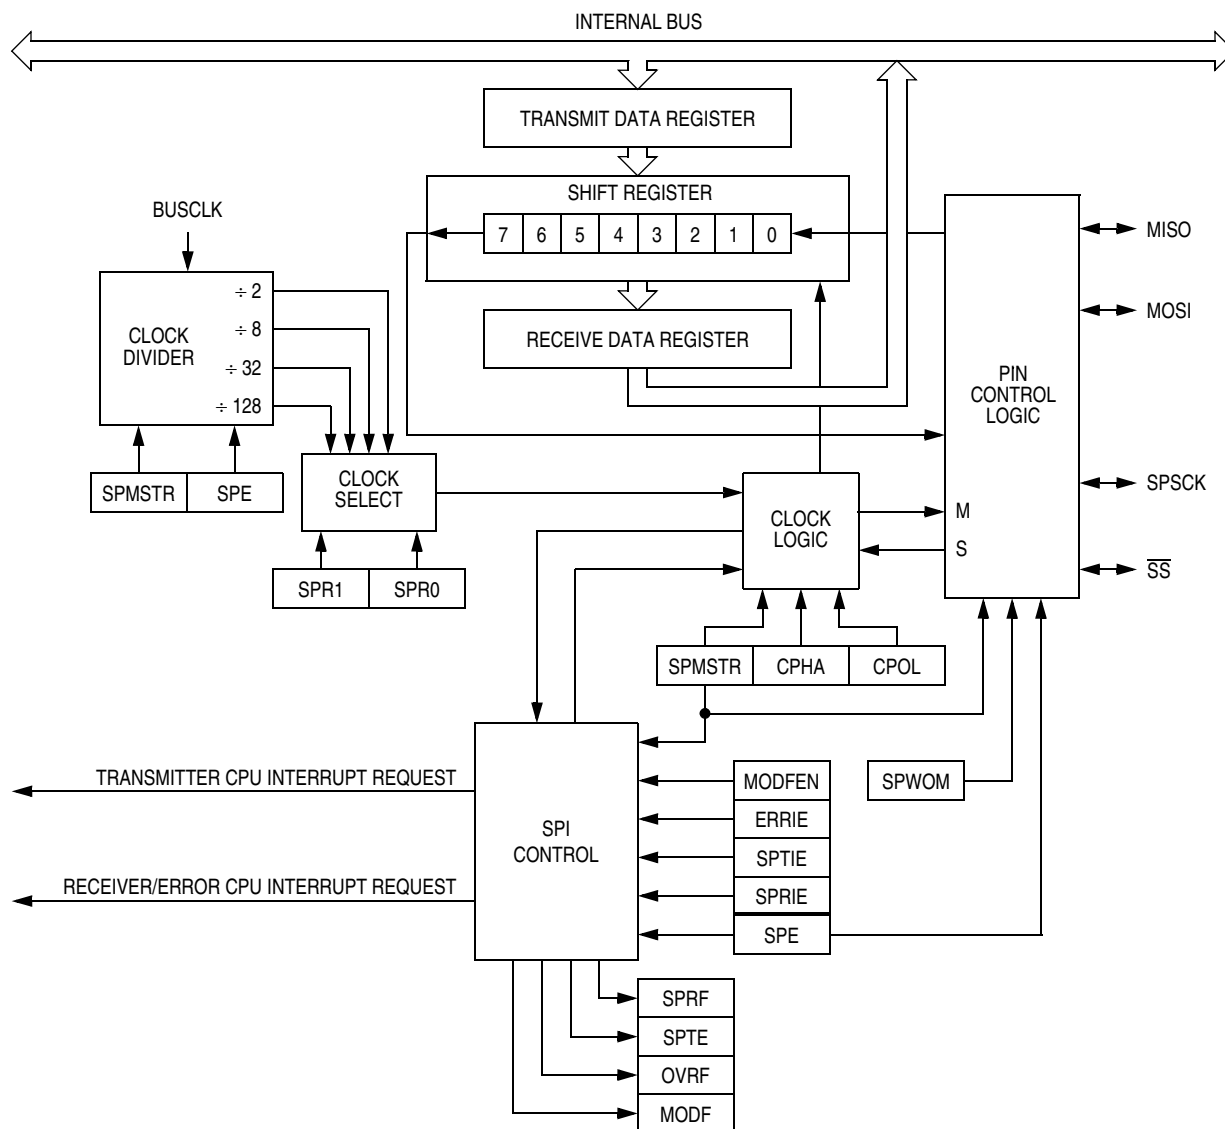 INTERNAL BUS
TRANSMIT DATA REGISTER
SHIFT REGISTER
7 6 5 4 3 2 1 0
RECEIVE DATA REGISTER
BUSCLK
CLOCK
DIVIDER
÷ 2
÷ 8
÷ 32
÷ 128
SPMSTR SPE
CLOCK
SELECT
SPR1 SPR0
CLOCK
LOGIC
PIN
CONTROL
LOGIC
M
S
MISO
MOSI
SPSCK
SS
SPMSTR CPHA CPOL
TRANSMITTER CPU INTERRUPT REQUEST
RECEIVER/ERROR CPU INTERRUPT REQUEST
SPI
CONTROL
MODFEN
ERRIE
SPTIE
SPRIE
SPE
SPWOM
SPRF
SPTE
OVRF
MODF